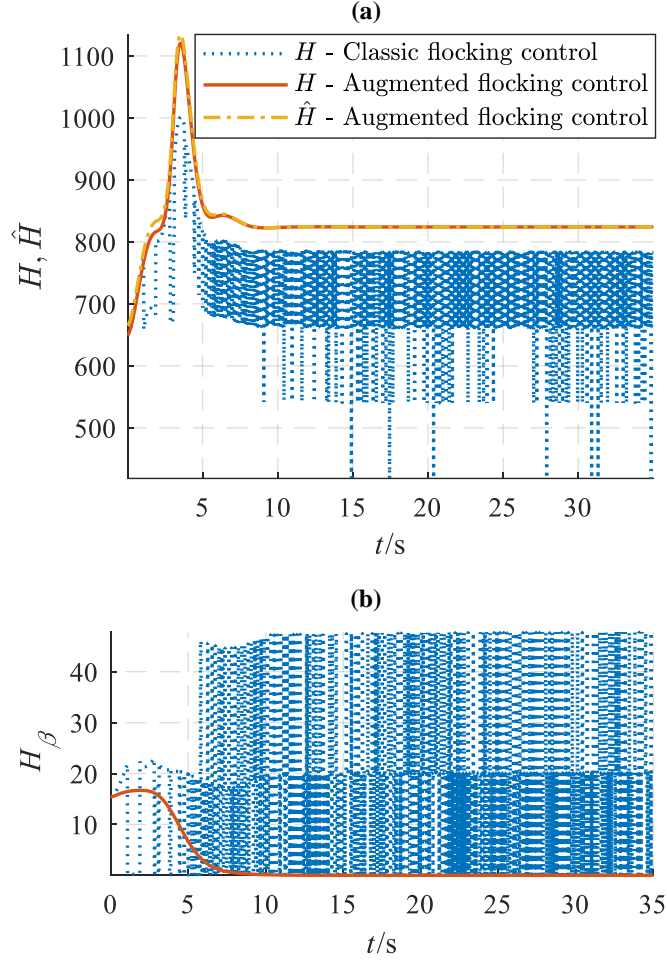 (a)
H - Classic flocking control
H - Augmented flocking control
Ĥ - Augmented flocking control
1100
1000
900
800
700
600
500
H, Ĥ
5 10 15 20 25 30
t/s
(b)
40
30
20
10
H_β
0 5 10 15 20 25 30 35
t/s